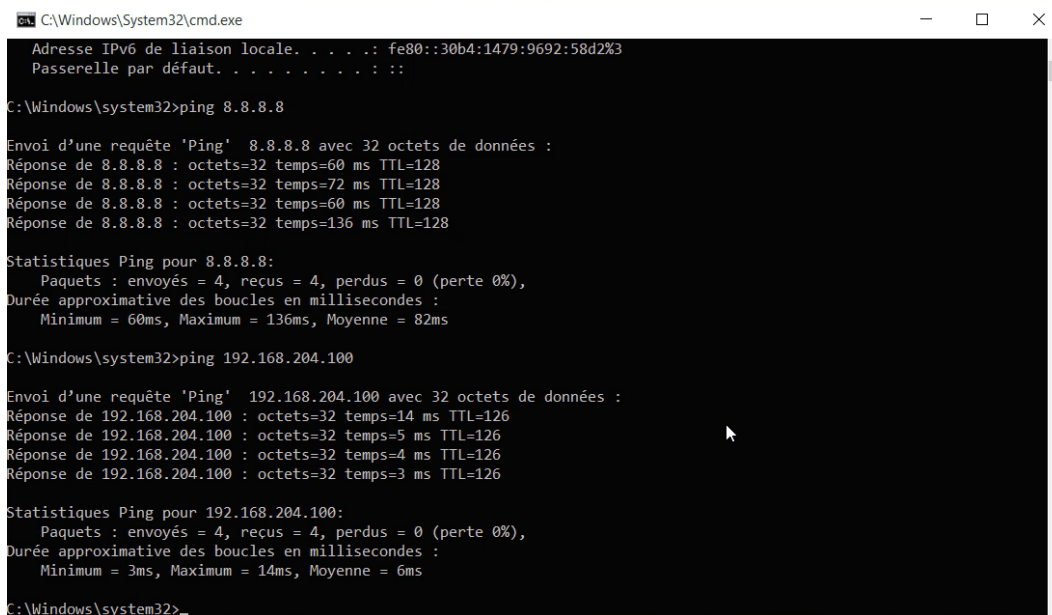 C:\Windows\System32\cmd.exe
Adresse IPv6 de liaison locale. . . . .: fe80::30b4:1479:9692:58d2%3
Passerelle par défaut. . . . . . . . . : ::
C:\Windows\system32>ping 8.8.8.8
Envoi d’une requête 'Ping'  8.8.8.8 avec 32 octets de données :
Réponse de 8.8.8.8 : octets=32 temps=60 ms TTL=128
Réponse de 8.8.8.8 : octets=32 temps=72 ms TTL=128
Réponse de 8.8.8.8 : octets=32 temps=60 ms TTL=128
Réponse de 8.8.8.8 : octets=32 temps=136 ms TTL=128
Statistiques Ping pour 8.8.8.8:
Paquets : envoyés = 4, reçus = 4, perdus = 0 (perte 0%),
Durée approximative des boucles en millisecondes :
Minimum = 60ms, Maximum = 136ms, Moyenne = 82ms
C:\Windows\system32>ping 192.168.204.100
Envoi d’une requête 'Ping'  192.168.204.100 avec 32 octets de données :
Réponse de 192.168.204.100 : octets=32 temps=14 ms TTL=126
Réponse de 192.168.204.100 : octets=32 temps=5 ms TTL=126
Réponse de 192.168.204.100 : octets=32 temps=4 ms TTL=126
Réponse de 192.168.204.100 : octets=32 temps=3 ms TTL=126
Statistiques Ping pour 192.168.204.100:
Paquets : envoyés = 4, reçus = 4, perdus = 0 (perte 0%),
Durée approximative des boucles en millisecondes :
Minimum = 3ms, Maximum = 14ms, Moyenne = 6ms
C:\Windows\system32>_